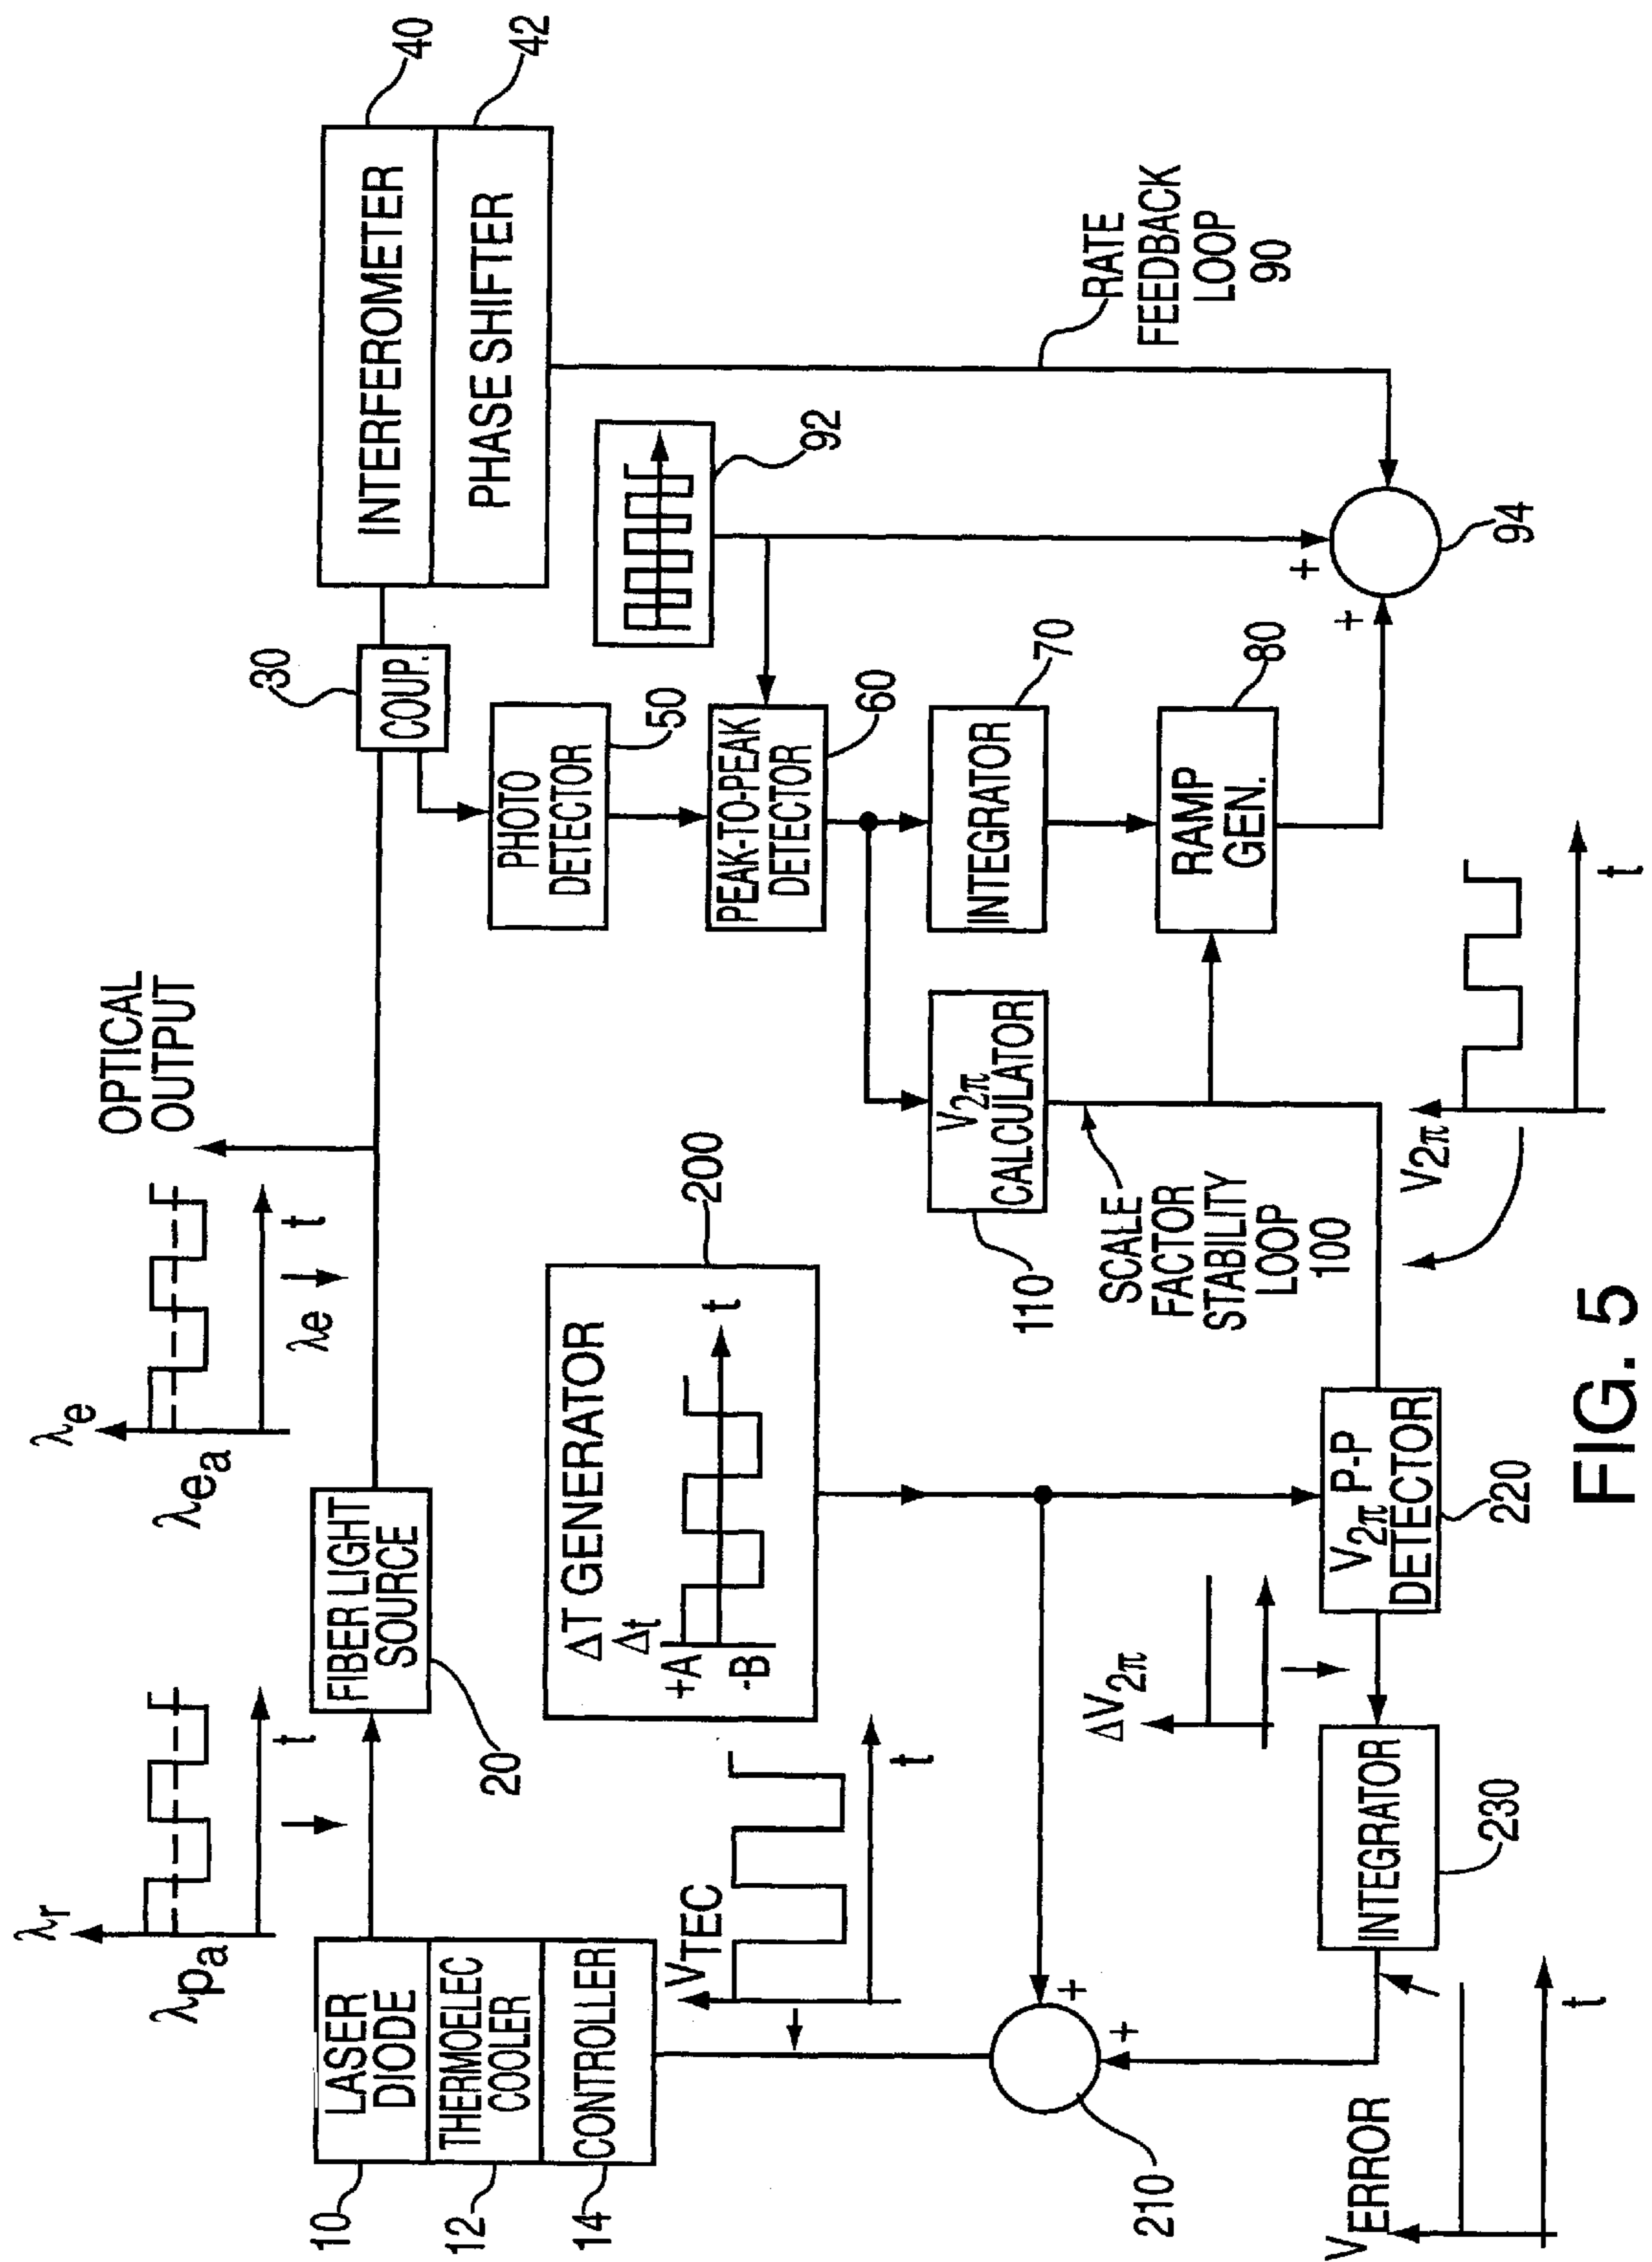 λr
λpa
t
λe
λea
t
λe
OPTICAL
OUTPUT
10
LASER
DIODE
12
THERMOELEC
COOLER
14
CONTROLLER
FIBER LIGHT
SOURCE
20
30
COUP.
INTERFEROMETER
40
PHASE SHIFTER
42
PHOTO
DETECTOR
50
92
PEAK-TO-PEAK
DETECTOR
60
VTEC
t
ΔT GENERATOR
200
Δt
+A
-B
t
V2π
CALCULATOR
110
INTEGRATOR
70
RAMP
GEN.
80
RATE
FEEDBACK
LOOP
90
SCALE
FACTOR
STABILITY
LOOP
100
+
+
94
210
+
+
ΔV2π
V2π
t
VERROR
t
INTEGRATOR
230
V2π P-P
DETECTOR
220
FIG. 5